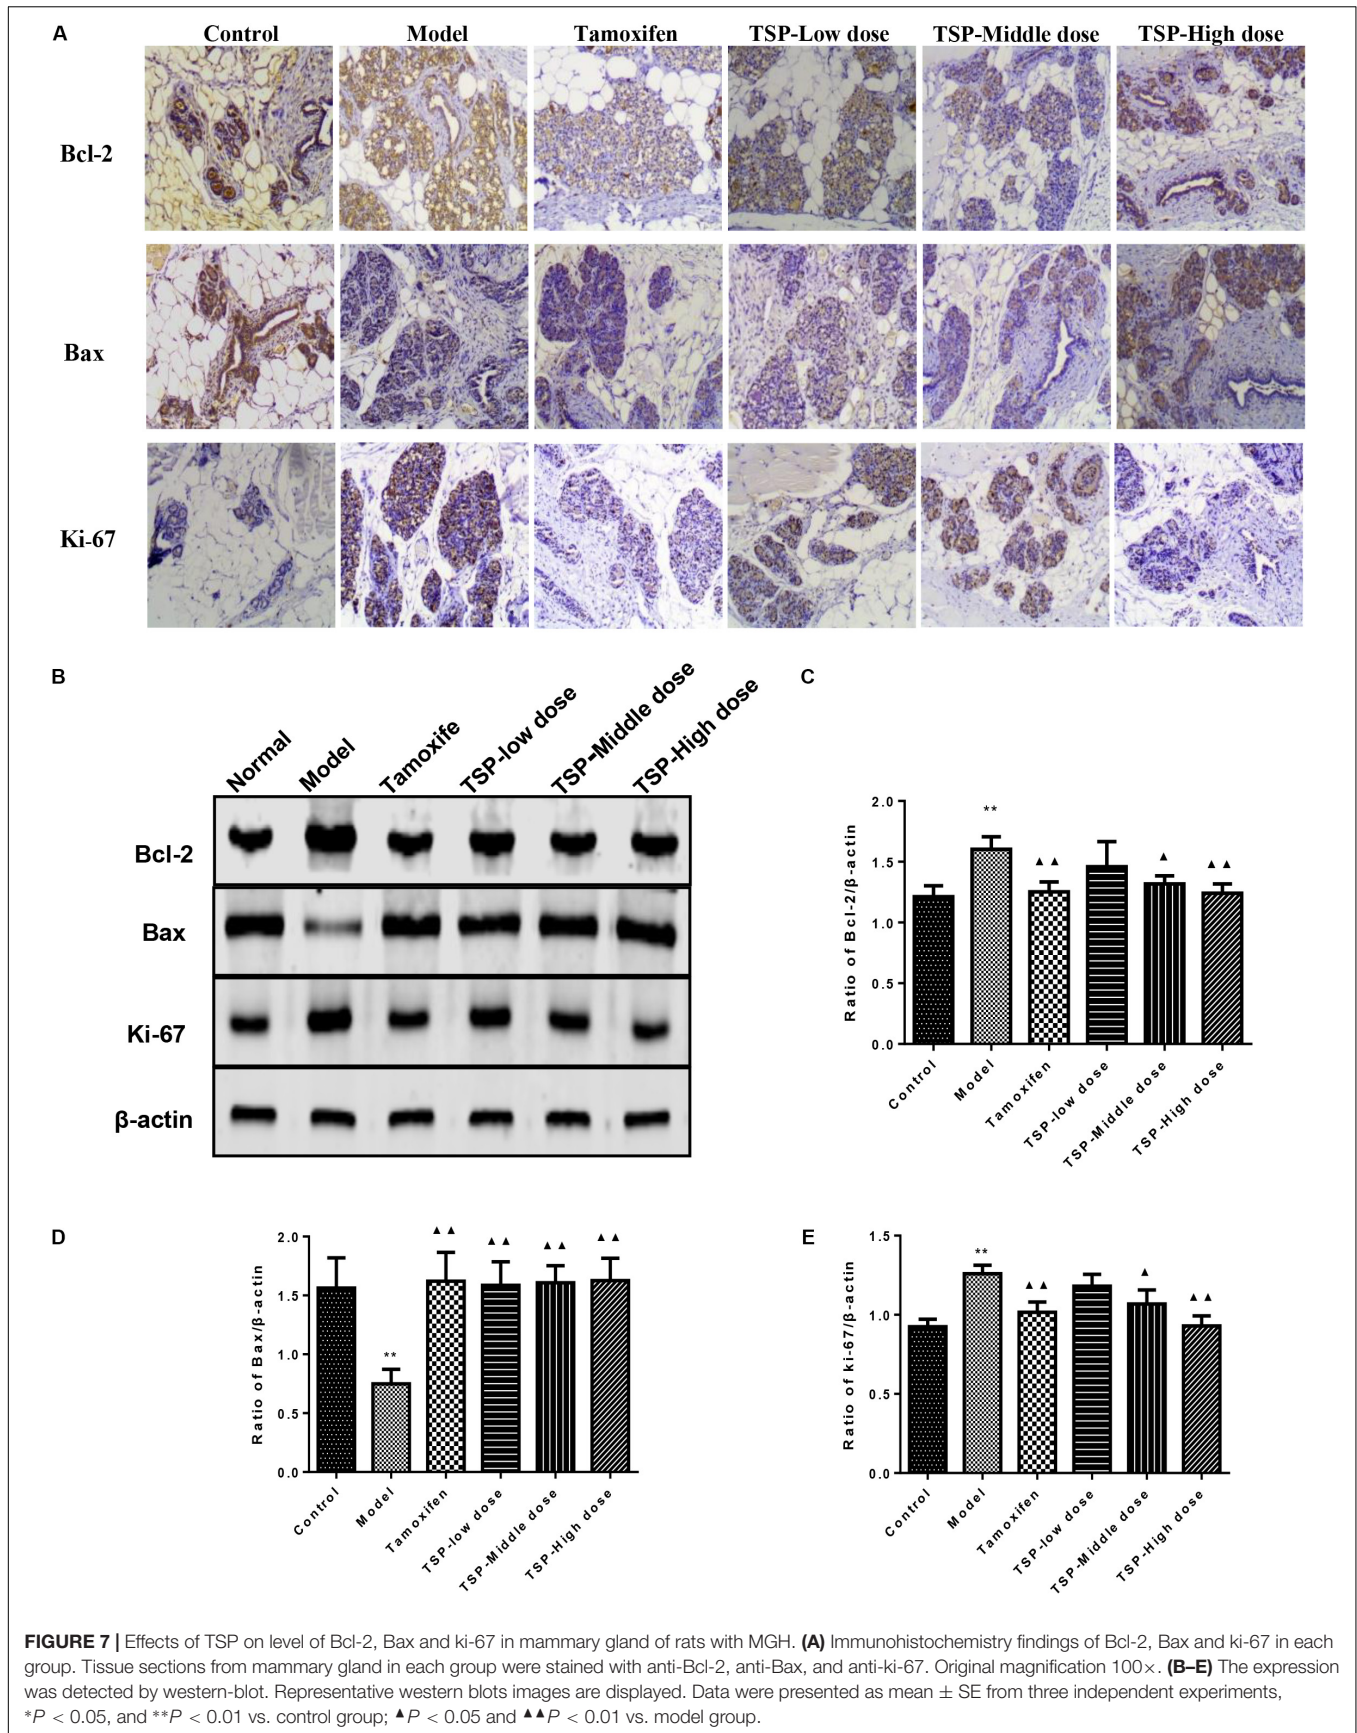 A
Control Model Tamoxifen TSP-Low dose TSP-Middle dose TSP-High dose
Bcl-2
Bax
Ki-67
B
Normal Model Tamoxife TSP-low dose TSP-Middle dose TSP-High dose
Bcl-2
Bax
Ki-67
β-actin
C
Ratio of Bcl-2/β-actin
2.0
1.5
1.0
0.5
0.0
**
▲▲
▲
▲▲
Control Model Tamoxifen TSP-low dose TSP-Middle dose TSP-High dose
D
Ratio of Bax/β-actin
2.0
1.5
1.0
0.5
0.0
**
▲▲
▲▲
▲▲
▲▲
Control Model Tamoxifen TSP-low dose TSP-Middle dose TSP-High dose
E
Ratio of ki-67/β-actin
1.5
1.0
0.5
0.0
**
▲▲
▲
▲▲
Control Model Tamoxifen TSP-low dose TSP-Middle dose TSP-High dose
FIGURE 7 | Effects of TSP on level of Bcl-2, Bax and ki-67 in mammary gland of rats with MGH. (A) Immunohistochemistry findings of Bcl-2, Bax and ki-67 in each
group. Tissue sections from mammary gland in each group were stained with anti-Bcl-2, anti-Bax, and anti-ki-67. Original magnification 100×. (B–E) The expression
was detected by western-blot. Representative western blots images are displayed. Data were presented as mean ± SE from three independent experiments,
*P < 0.05, and **P < 0.01 vs. control group; ▲P < 0.05 and ▲▲P < 0.01 vs. model group.